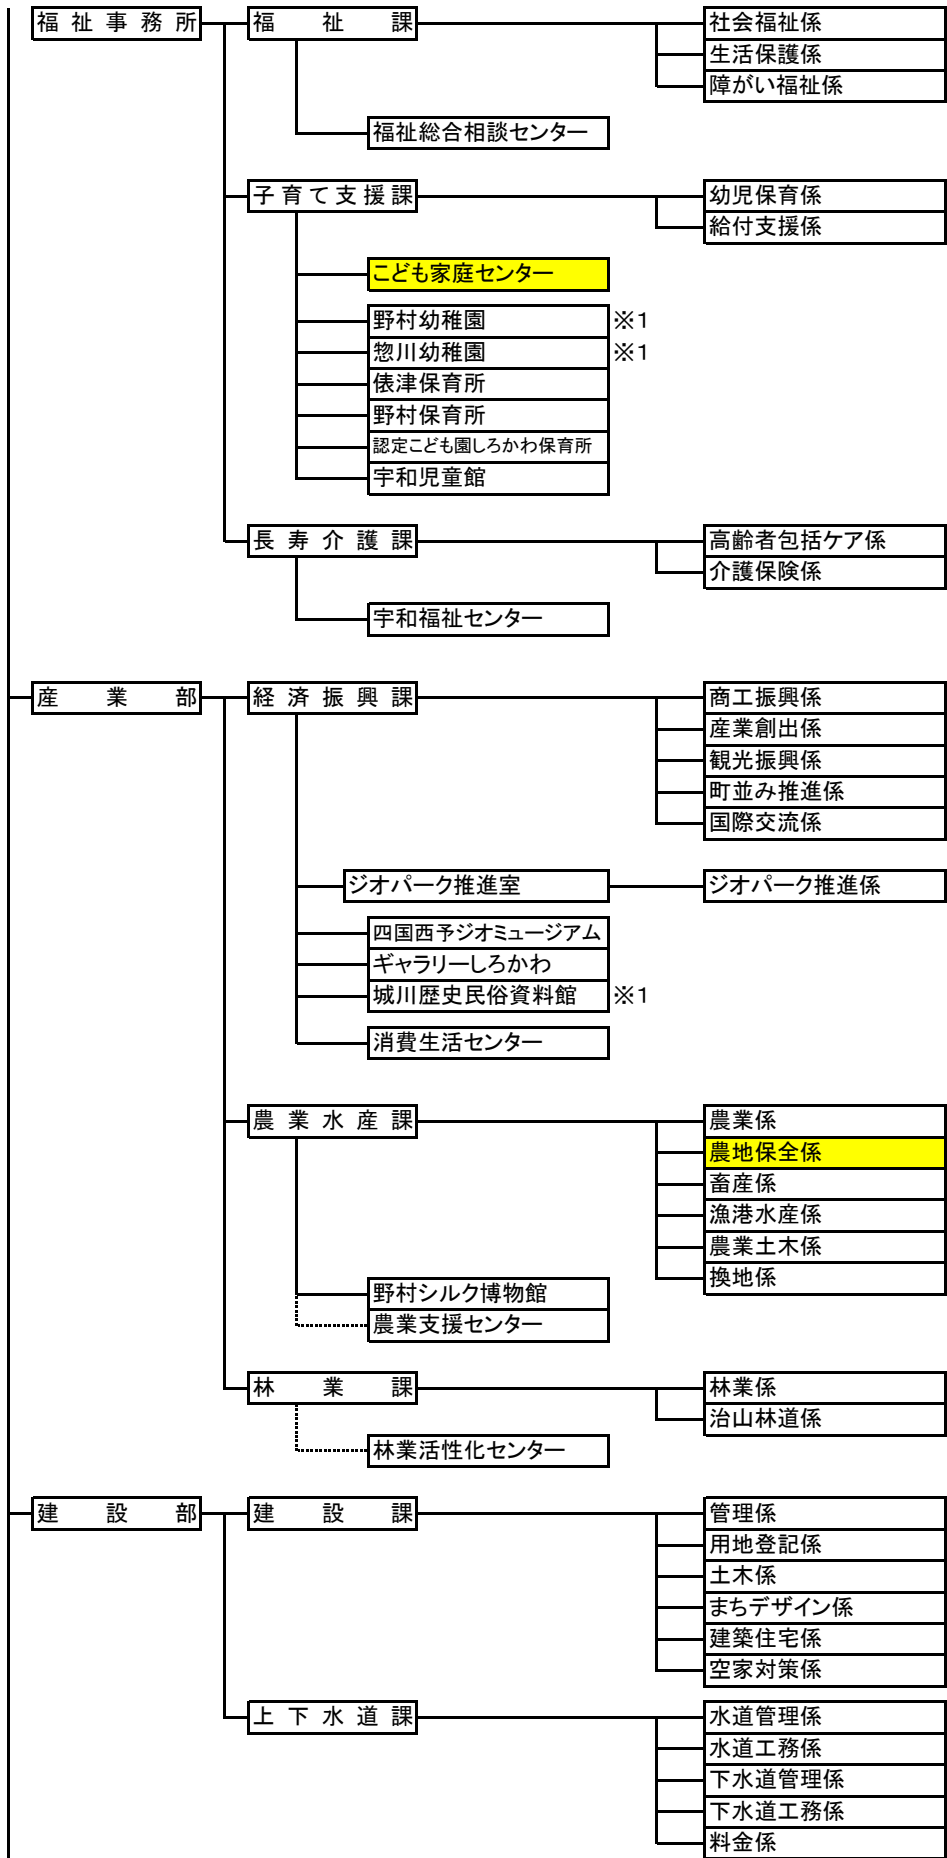 福祉事務所 福祉課 社会福祉係
生活保護係
障がい福祉係
福祉総合相談センター
子育て支援課 幼児保育係
給付支援係
こども家庭センター
野村幼稚園 ※1
惣川幼稚園 ※1
俵津保育所
野村保育所
認定こども園しろかわ保育所
宇和児童館
長寿介護課 高齢者包括ケア係
介護保険係
宇和福祉センター
産業部 経済振興課 商工振興係
産業創出係
観光振興係
町並み推進係
国際交流係
ジオパーク推進室 ジオパーク推進係
四国西予ジオミュージアム
ギャラリーしろかわ
城川歴史民俗資料館 ※1
消費生活センター
農業水産課 農業係
農地保全係
畜産係
漁港水産係
農業土木係
野村シルク博物館 換地係
農業支援センター
林業課 林業係
治山林道係
林業活性化センター
建設部 建設課 管理係
用地登記係
土木係
まちデザイン係
建築住宅係
空家対策係
上下水道課 水道管理係
水道工務係
下水道管理係
下水道工務係
料金係